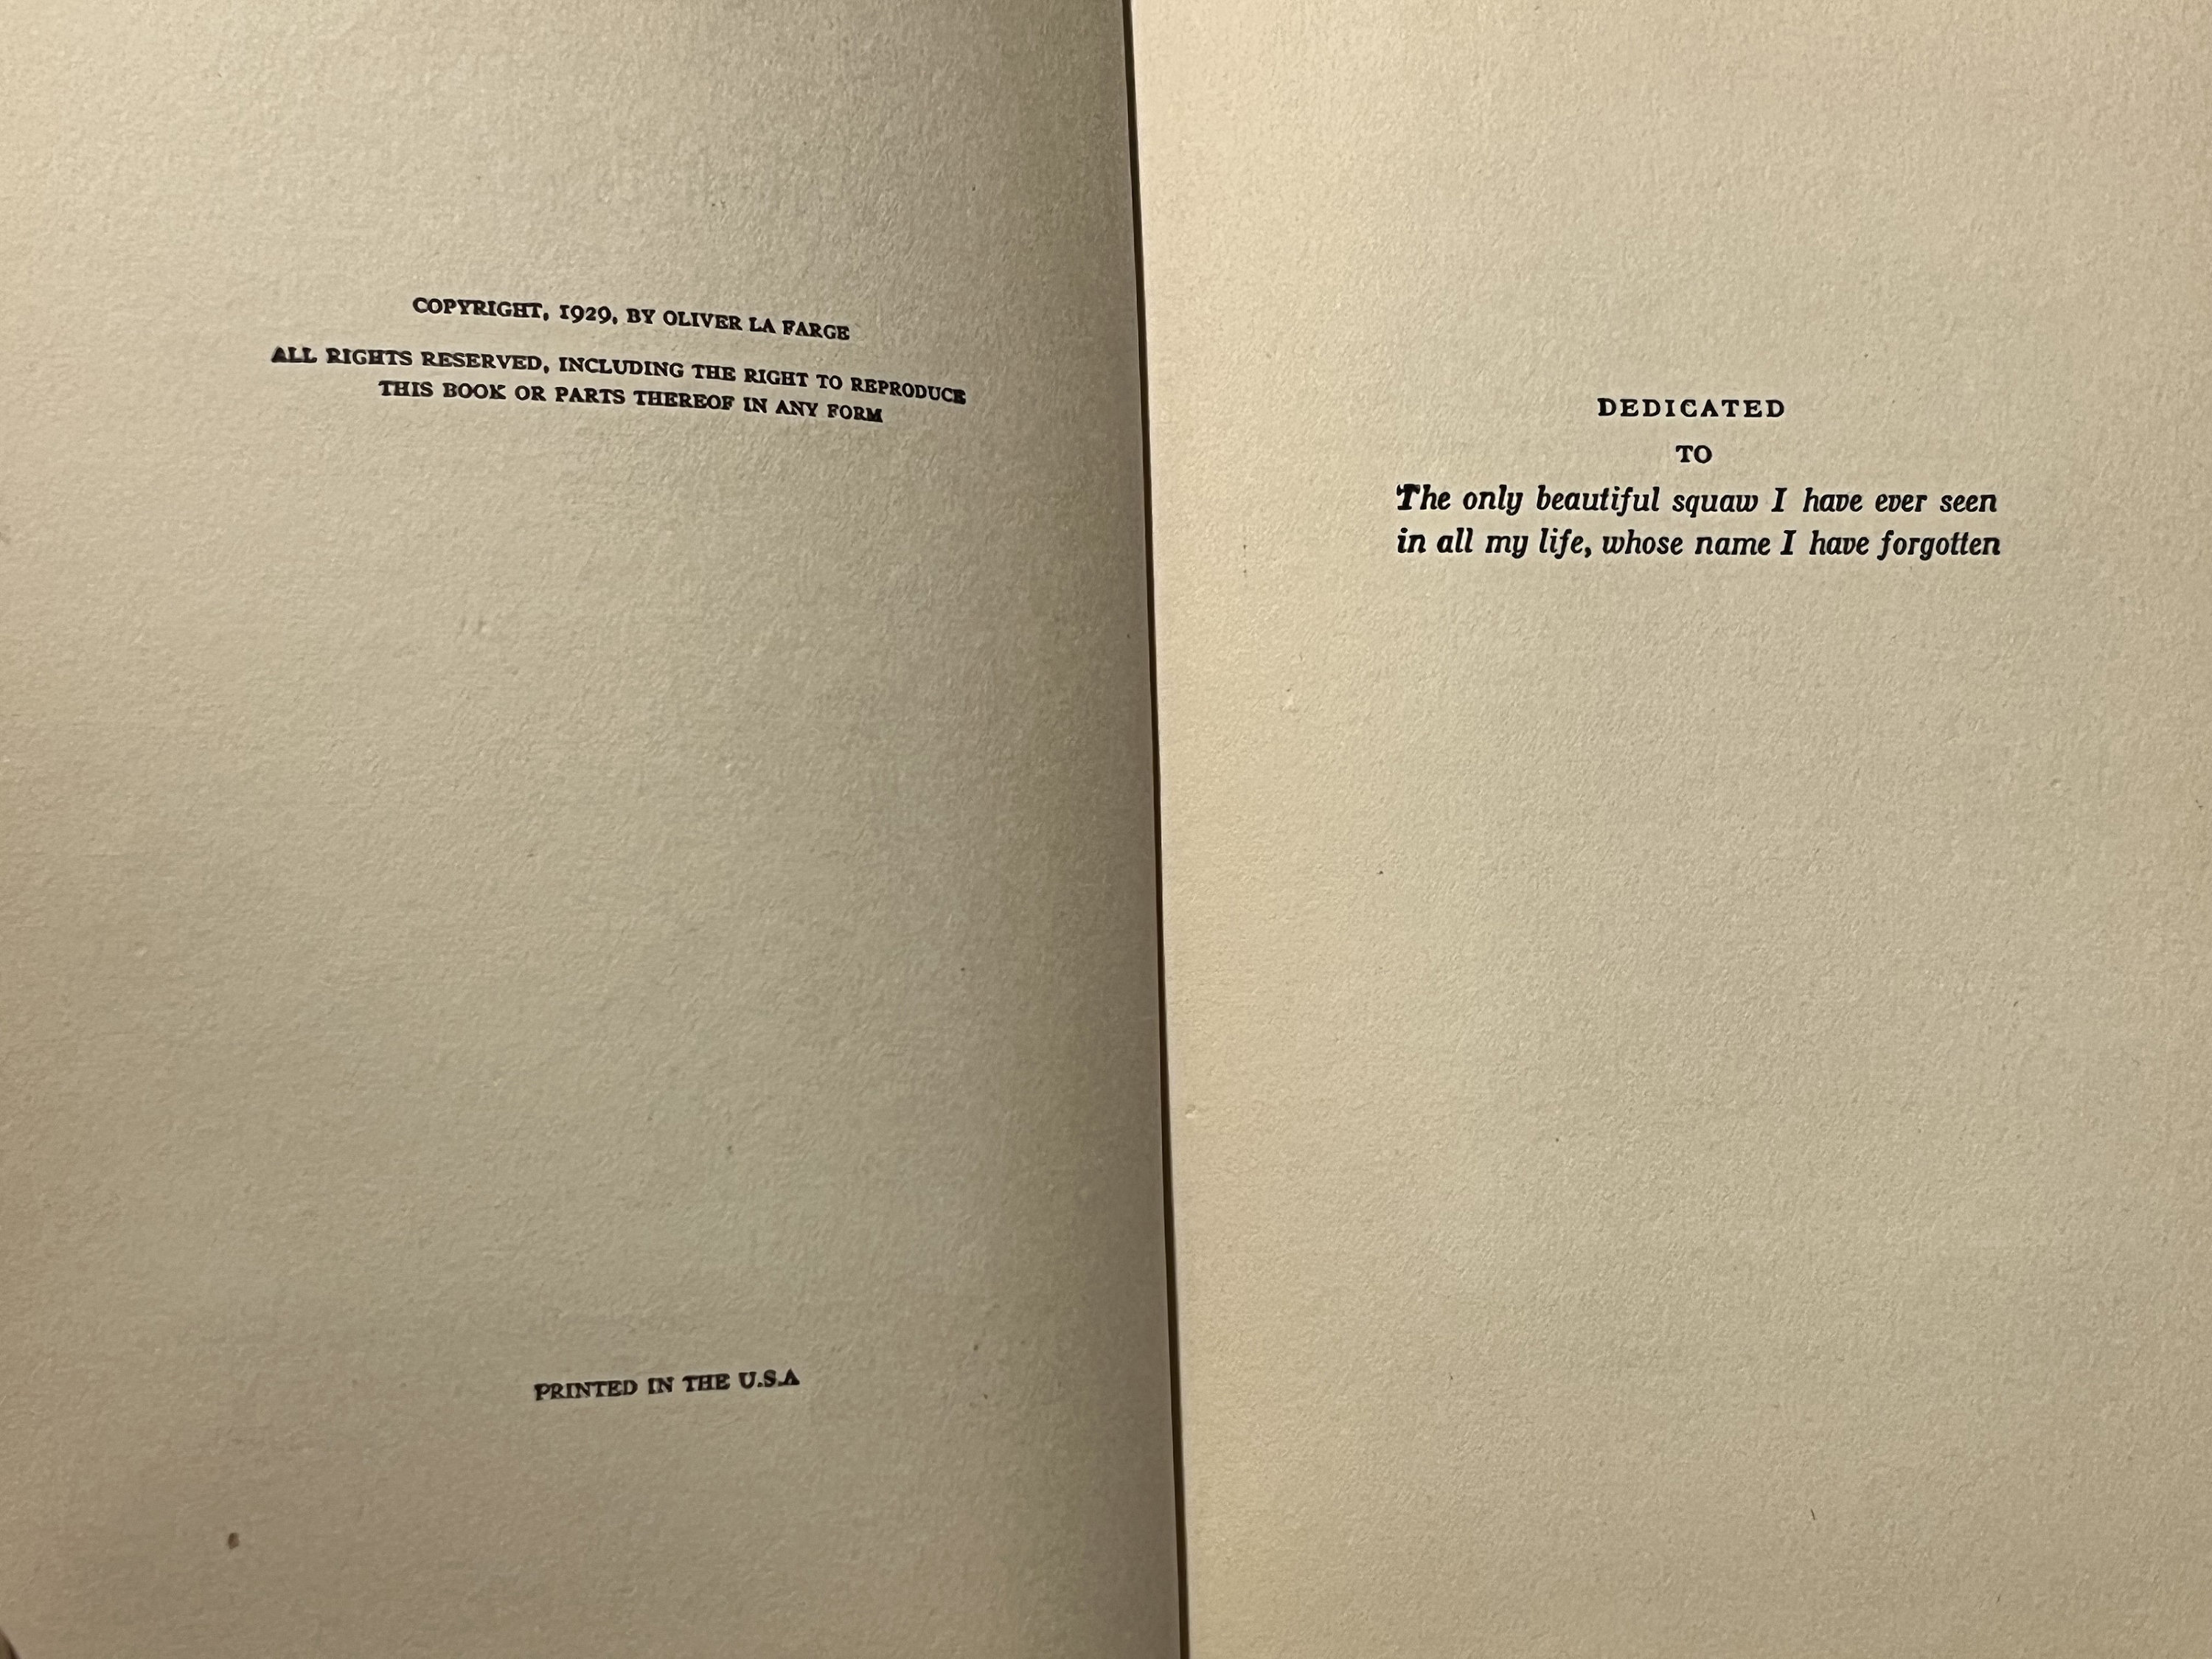 COPYRIGHT, 1929, BY OLIVER LA FARGE
ALL RIGHTS RESERVED, INCLUDING THE RIGHT TO REPRODUCE
THIS BOOK OR PARTS THEREOF IN ANY FORM
PRINTED IN THE U.S.A
DEDICATED
TO
The only beautiful squaw I have ever seen
in all my life, whose name I have forgotten